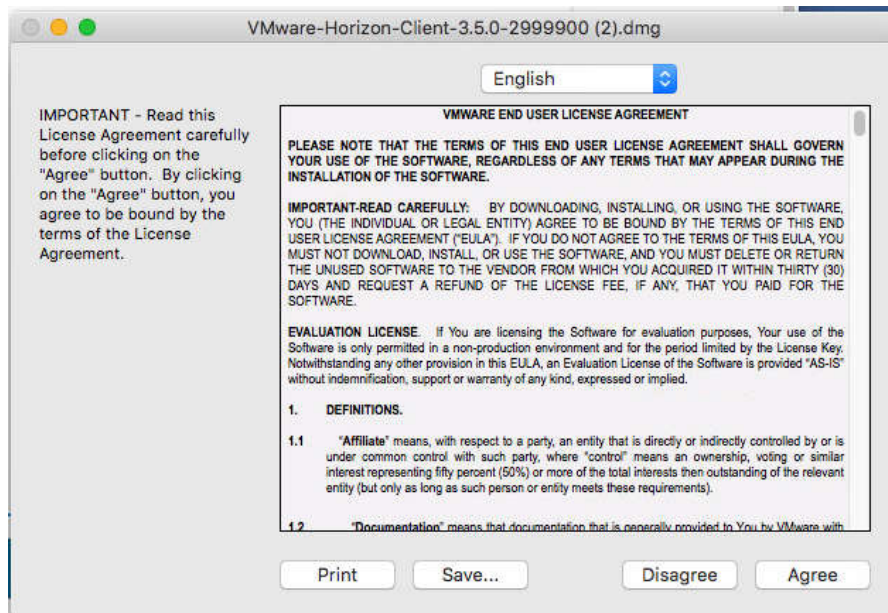 VMware-Horizon-Client-3.5.0-2999900 (2).dmg
English
IMPORTANT - Read this
License Agreement carefully
before clicking on the
"Agree" button. By clicking
on the "Agree" button, you
agree to be bound by the
terms of the License
Agreement.
VMWARE END USER LICENSE AGREEMENT
PLEASE NOTE THAT THE TERMS OF THIS END USER LICENSE AGREEMENT SHALL GOVERN
YOUR USE OF THE SOFTWARE, REGARDLESS OF ANY TERMS THAT MAY APPEAR DURING THE
INSTALLATION OF THE SOFTWARE.
IMPORTANT-READ CAREFULLY: BY DOWNLOADING, INSTALLING, OR USING THE SOFTWARE,
YOU (THE INDIVIDUAL OR LEGAL ENTITY) AGREE TO BE BOUND BY THE TERMS OF THIS END
USER LICENSE AGREEMENT ("EULA"). IF YOU DO NOT AGREE TO THE TERMS OF THIS EULA, YOU
MUST NOT DOWNLOAD, INSTALL, OR USE THE SOFTWARE, AND YOU MUST DELETE OR RETURN
THE UNUSED SOFTWARE TO THE VENDOR FROM WHICH YOU ACQUIRED IT WITHIN THIRTY (30)
DAYS AND REQUEST A REFUND OF THE LICENSE FEE, IF ANY, THAT YOU PAID FOR THE
SOFTWARE.
EVALUATION LICENSE. If You are licensing the Software for evaluation purposes, Your use of the
Software is only permitted in a non-production environment and for the period limited by the License Key.
Notwithstanding any other provision in this EULA, an Evaluation License of the Software is provided "AS-IS"
without indemnification, support or warranty of any kind, expressed or implied.
1. DEFINITIONS.
1.1 "Affiliate" means, with respect to a party, an entity that is directly or indirectly controlled by or is
under common control with such party, where "control" means an ownership, voting or similar
interest representing fifty percent (50%) or more of the total interests then outstanding of the relevant
entity (but only as long as such person or entity meets these requirements).
1.2 "Documentation" means that documentation that is generally provided to You by VMware with
Print
Save...
Disagree
Agree